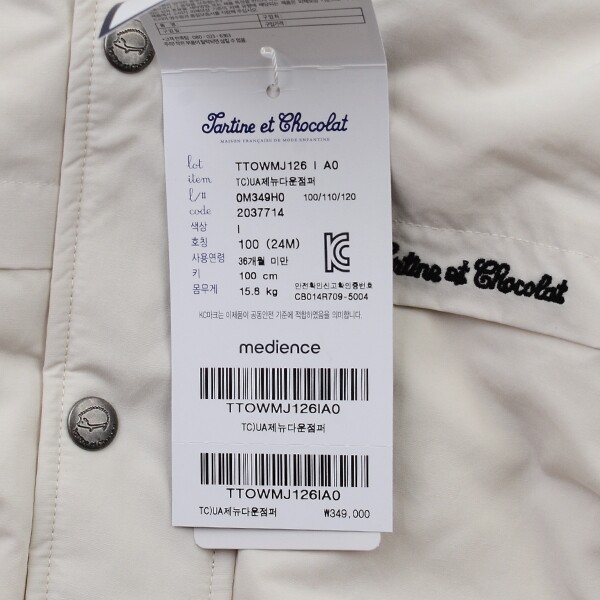 Tartine et Chocolat
MAISON FRANÇAISE DE MODE ENFANTINE
lot TTOWMJ126 I A0
item TC)UA제뉴다운점퍼
l/# 0M349H0 100/110/120
code 2037714
색상 I
호칭 100 (24M)
사용연령 36개월 미만
키 100 cm
몸무게 15.8 kg
안전확인신고확인증번호
CB014R709-5004
KC마크는 이제품이 공동안전 기준에 적합하였음을 의미합니다.
medience
TTOWMJ126IA0
TC)UA제뉴다운점퍼
TTOWMJ126IA0
TC)UA제뉴다운점퍼 ₩349,000
Tartine et Chocolat